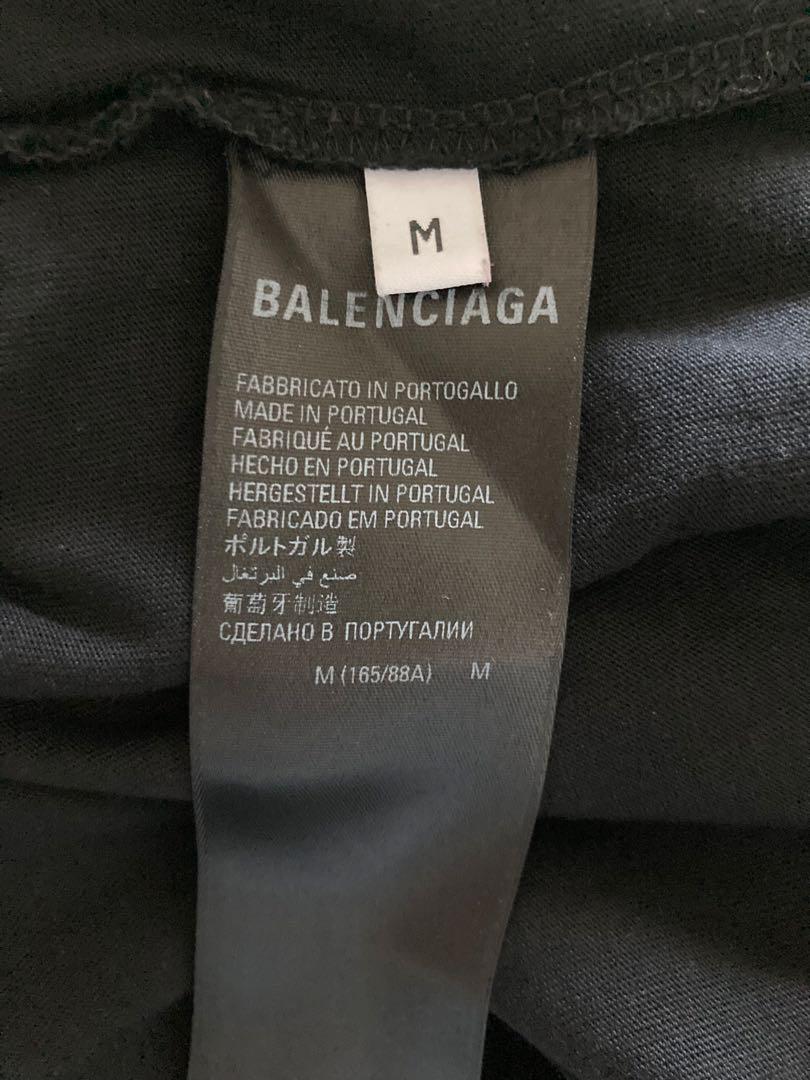 M
BALENCIAGA
FABBRICATO IN PORTOGALLO
MADE IN PORTUGAL
FABRIQUÉ AU PORTUGAL
HECHO EN PORTUGAL
HERGESTELLT IN PORTUGAL
FABRICADO EM PORTUGAL
ポルトガル製
صنع في البرتغال
葡萄牙制造
СДЕЛАНО В ПОРТУГАЛИИ
M (165/88A) M